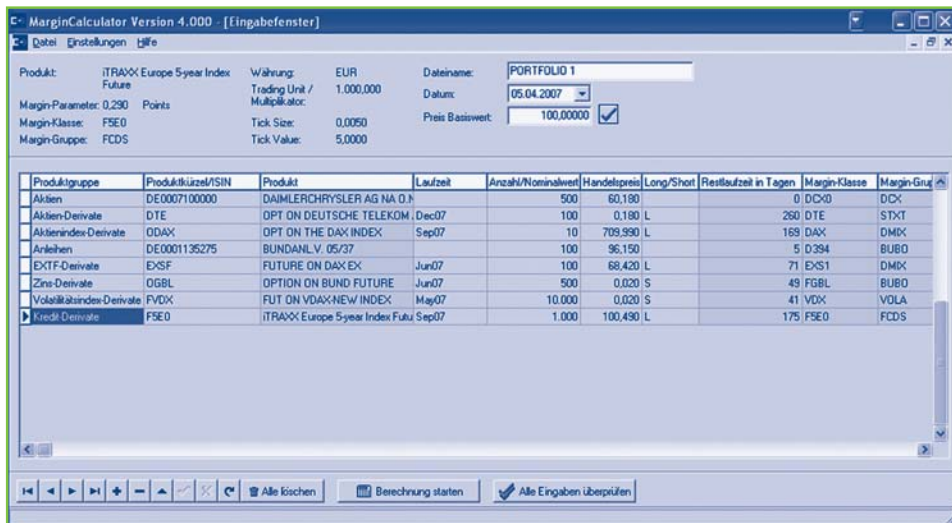 MarginCalculator Version 4.000 - [Eingabefenster]
Datei Einstellungen Hilfe
Produkt: iTRAXX Europe 5-year Index Future
Margin-Parameter: 0,290 Points
Margin-Klasse: F5E0
Margin-Gruppe: FCDS
Währung: EUR
Trading Unit / Multiplikator: 1.000,000
Tick Size: 0,0050
Tick Value: 5,0000
Dateiname: PORTFOLIO 1
Datum: 05.04.2007
Preis Basiswert: 100,00000
Produktgruppe Produktkürzel/ISIN Produkt Laufzeit Anzahl/Nominalwert Handelspreis Long/Short Restlaufzeit in Tagen Margin-Klasse Margin-Grup
Aktien DE0007100000 DAIMLERCHRYSLER AG NA O.N 500 60,180 0 DCX0 DCX
Aktien-Derivate DTE OPT ON DEUTSCHE TELEKOM Dec07 100 0,180 L 260 DTE STXT
Aktienindex-Derivate ODAX OPT ON THE DAX INDEX Sep07 10 709,990 L 169 DAX DMIX
Anleihen DE0001135275 BUNDANL.V. 05/37 100 96,150 5 D394 BUBO
EXTF-Derivate EXSF FUTURE ON DAX EX Jun07 100 68,420 L 71 EXS1 DMIX
Zins-Derivate OGBL OPTION ON BUND FUTURE Jun07 500 0,020 S 49 FGBL BUBO
Volatilitätsindex-Derivate FVDX FUT ON VDAX-NEW INDEX May07 10.000 0,020 S 41 VDX VOLA
Kredit-Derivate F5E0 iTRAXX Europe 5-year Index Futu Sep07 1.000 100,490 L 175 F5E0 FCDS
Alle löschen Berechnung starten Alle Eingaben überprüfen